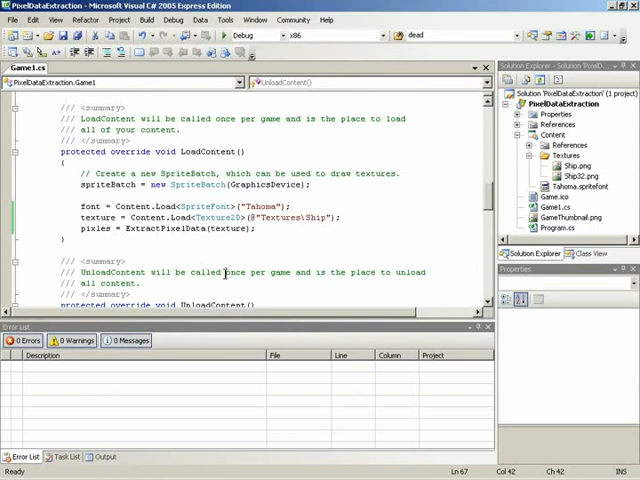 PixelDataExtraction - Microsoft Visual C# 2005 Express Edition
File Edit View Refactor Project Build Debug Data Tools Window Community Help
Debug x86 dead
Game1.cs
PixelDataExtraction.Game1 UnloadContent()
/// <summary>
/// LoadContent will be called once per game and is the place to load
/// all of your content.
/// </summary>
protected override void LoadContent()
{
// Create a new SpriteBatch, which can be used to draw textures.
spriteBatch = new SpriteBatch(GraphicsDevice);
font = Content.Load<SpriteFont>("Tahoma");
texture = Content.Load<Texture2D>(@"Textures\Ship");
pixles = ExtractPixelData(texture);
}
/// <summary>
/// UnloadContent will be called once per game and is the place to unload
/// all content.
/// </summary>
protected override void UnloadContent()
Solution Explorer - Solution 'PixelD...
Solution 'PixelDataExtraction' (1 project)
PixelDataExtraction
Properties
References
Content
References
Textures
Ship.png
Ship32.png
Tahoma.spritefont
Game.ico
Game1.cs
GameThumbnail.png
Program.cs
Solution Explorer Class View
Properties
Error List
0 Errors 0 Warnings 0 Messages
Description File Line Column Project
Error List Task List Output
Ready Ln 67 Col 42 Ch 42 INS